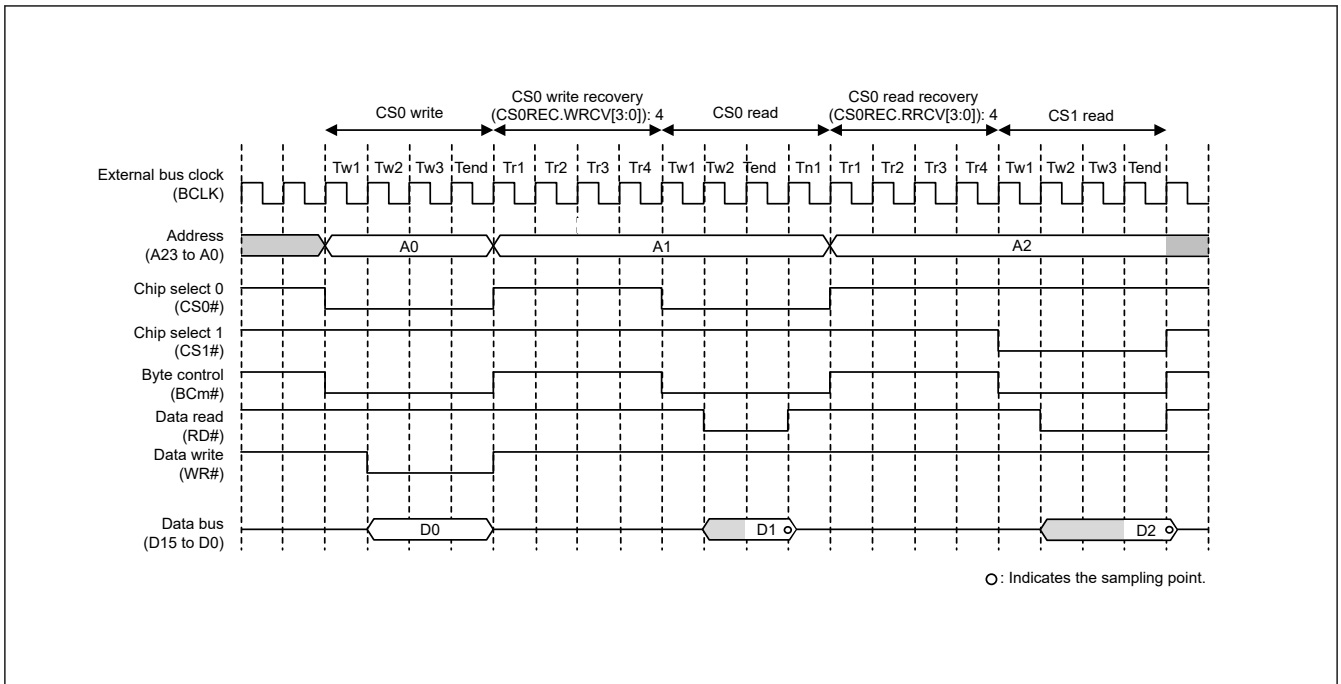 CS0 write
CS0 write recovery
(CS0REC.WRCV[3:0]): 4
CS0 read
CS0 read recovery
(CS0REC.RRCV[3:0]): 4
CS1 read
External bus clock
(BCLK)
Tw1 Tw2 Tw3 Tend Tr1 Tr2 Tr3 Tr4 Tw1 Tw2 Tend Tn1 Tr1 Tr2 Tr3 Tr4 Tw1 Tw2 Tw3 Tend
Address
(A23 to A0)
A0 A1 A2
Chip select 0
(CS0#)
Chip select 1
(CS1#)
Byte control
(BCm#)
Data read
(RD#)
Data write
(WR#)
Data bus
(D15 to D0)
D0 D1 D2
: Indicates the sampling point.